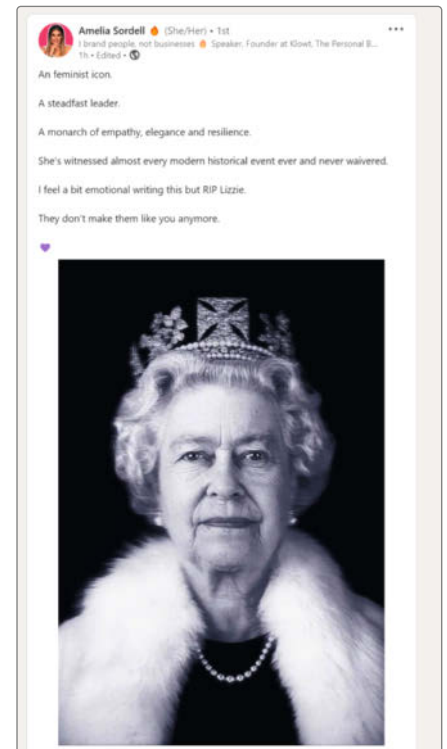 Amelia Sordell 🔥 (She/Her) • 1st
I brand people, not businesses 🔥 Speaker, Founder at Klowt, The Personal B...
1h • Edited •
An feminist icon.
A steadfast leader.
A monarch of empathy, elegance and resilience.
She's witnessed almost every modern historical event ever and never waivered.
I feel a bit emotional writing this but RIP Lizzie.
They don't make them like you anymore.
💜